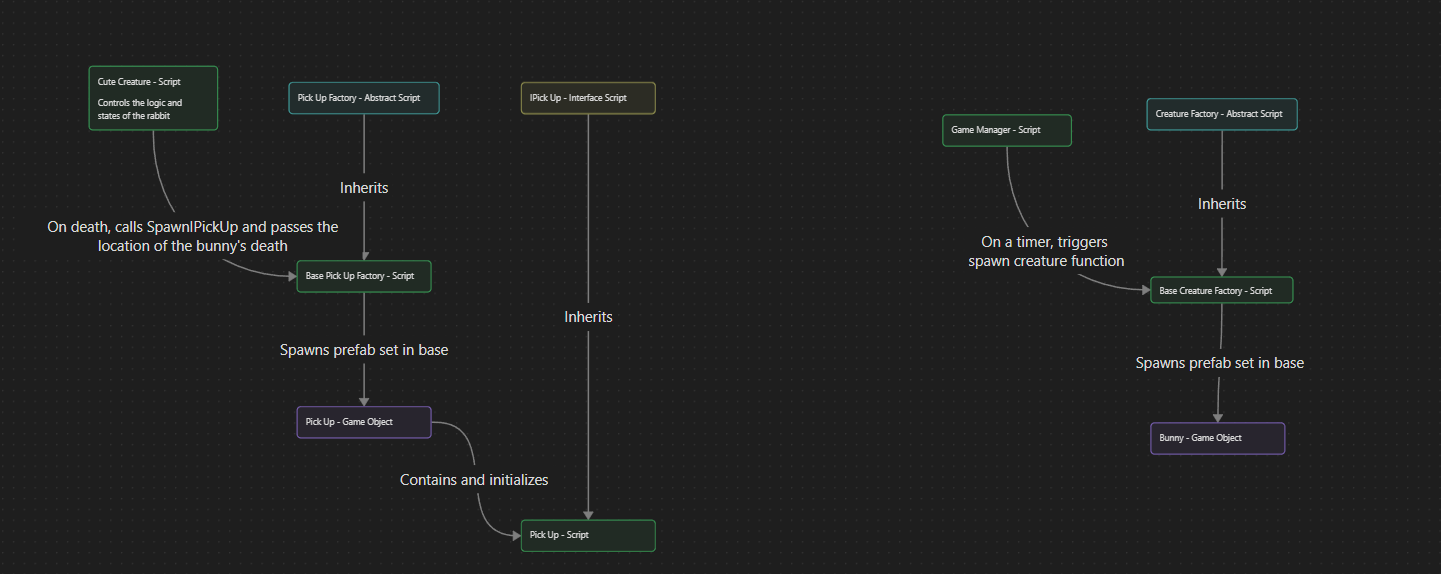 Cute Creature - Script
Controls the logic and
states of the rabbit
Pick Up Factory - Abstract Script
IPick Up - Interface Script
Inherits
On death, calls SpawnIPickUp and passes the
location of the bunny's death
Base Pick Up Factory - Script
Inherits
Spawns prefab set in base
Pick Up - Game Object
Contains and initializes
Pick Up - Script
Game Manager - Script
Creature Factory - Abstract Script
Inherits
On a timer, triggers
spawn creature function
Base Creature Factory - Script
Spawns prefab set in base
Bunny - Game Object